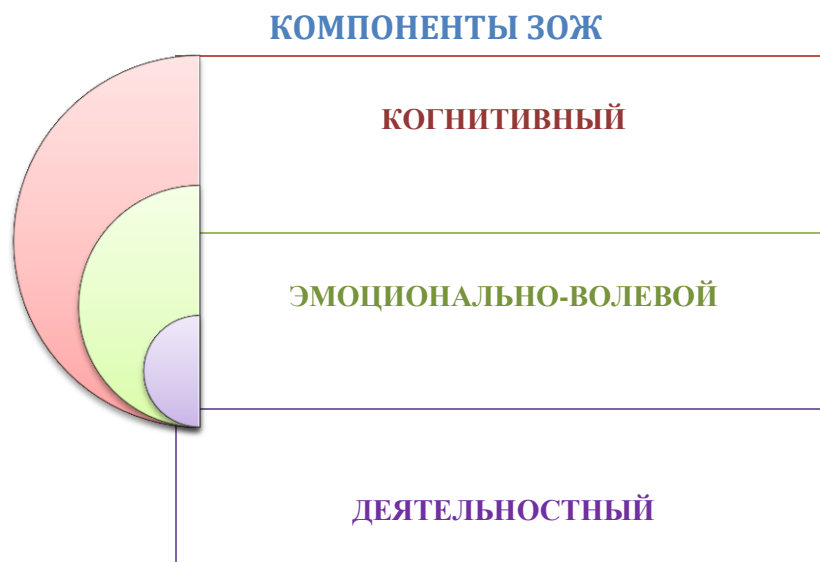 КОМПОНЕНТЫ ЗОЖ
КОГНИТИВНЫЙ
ЭМОЦИОНАЛЬНО-ВОЛЕВОЙ
ДЕЯТЕЛЬНОСТНЫЙ